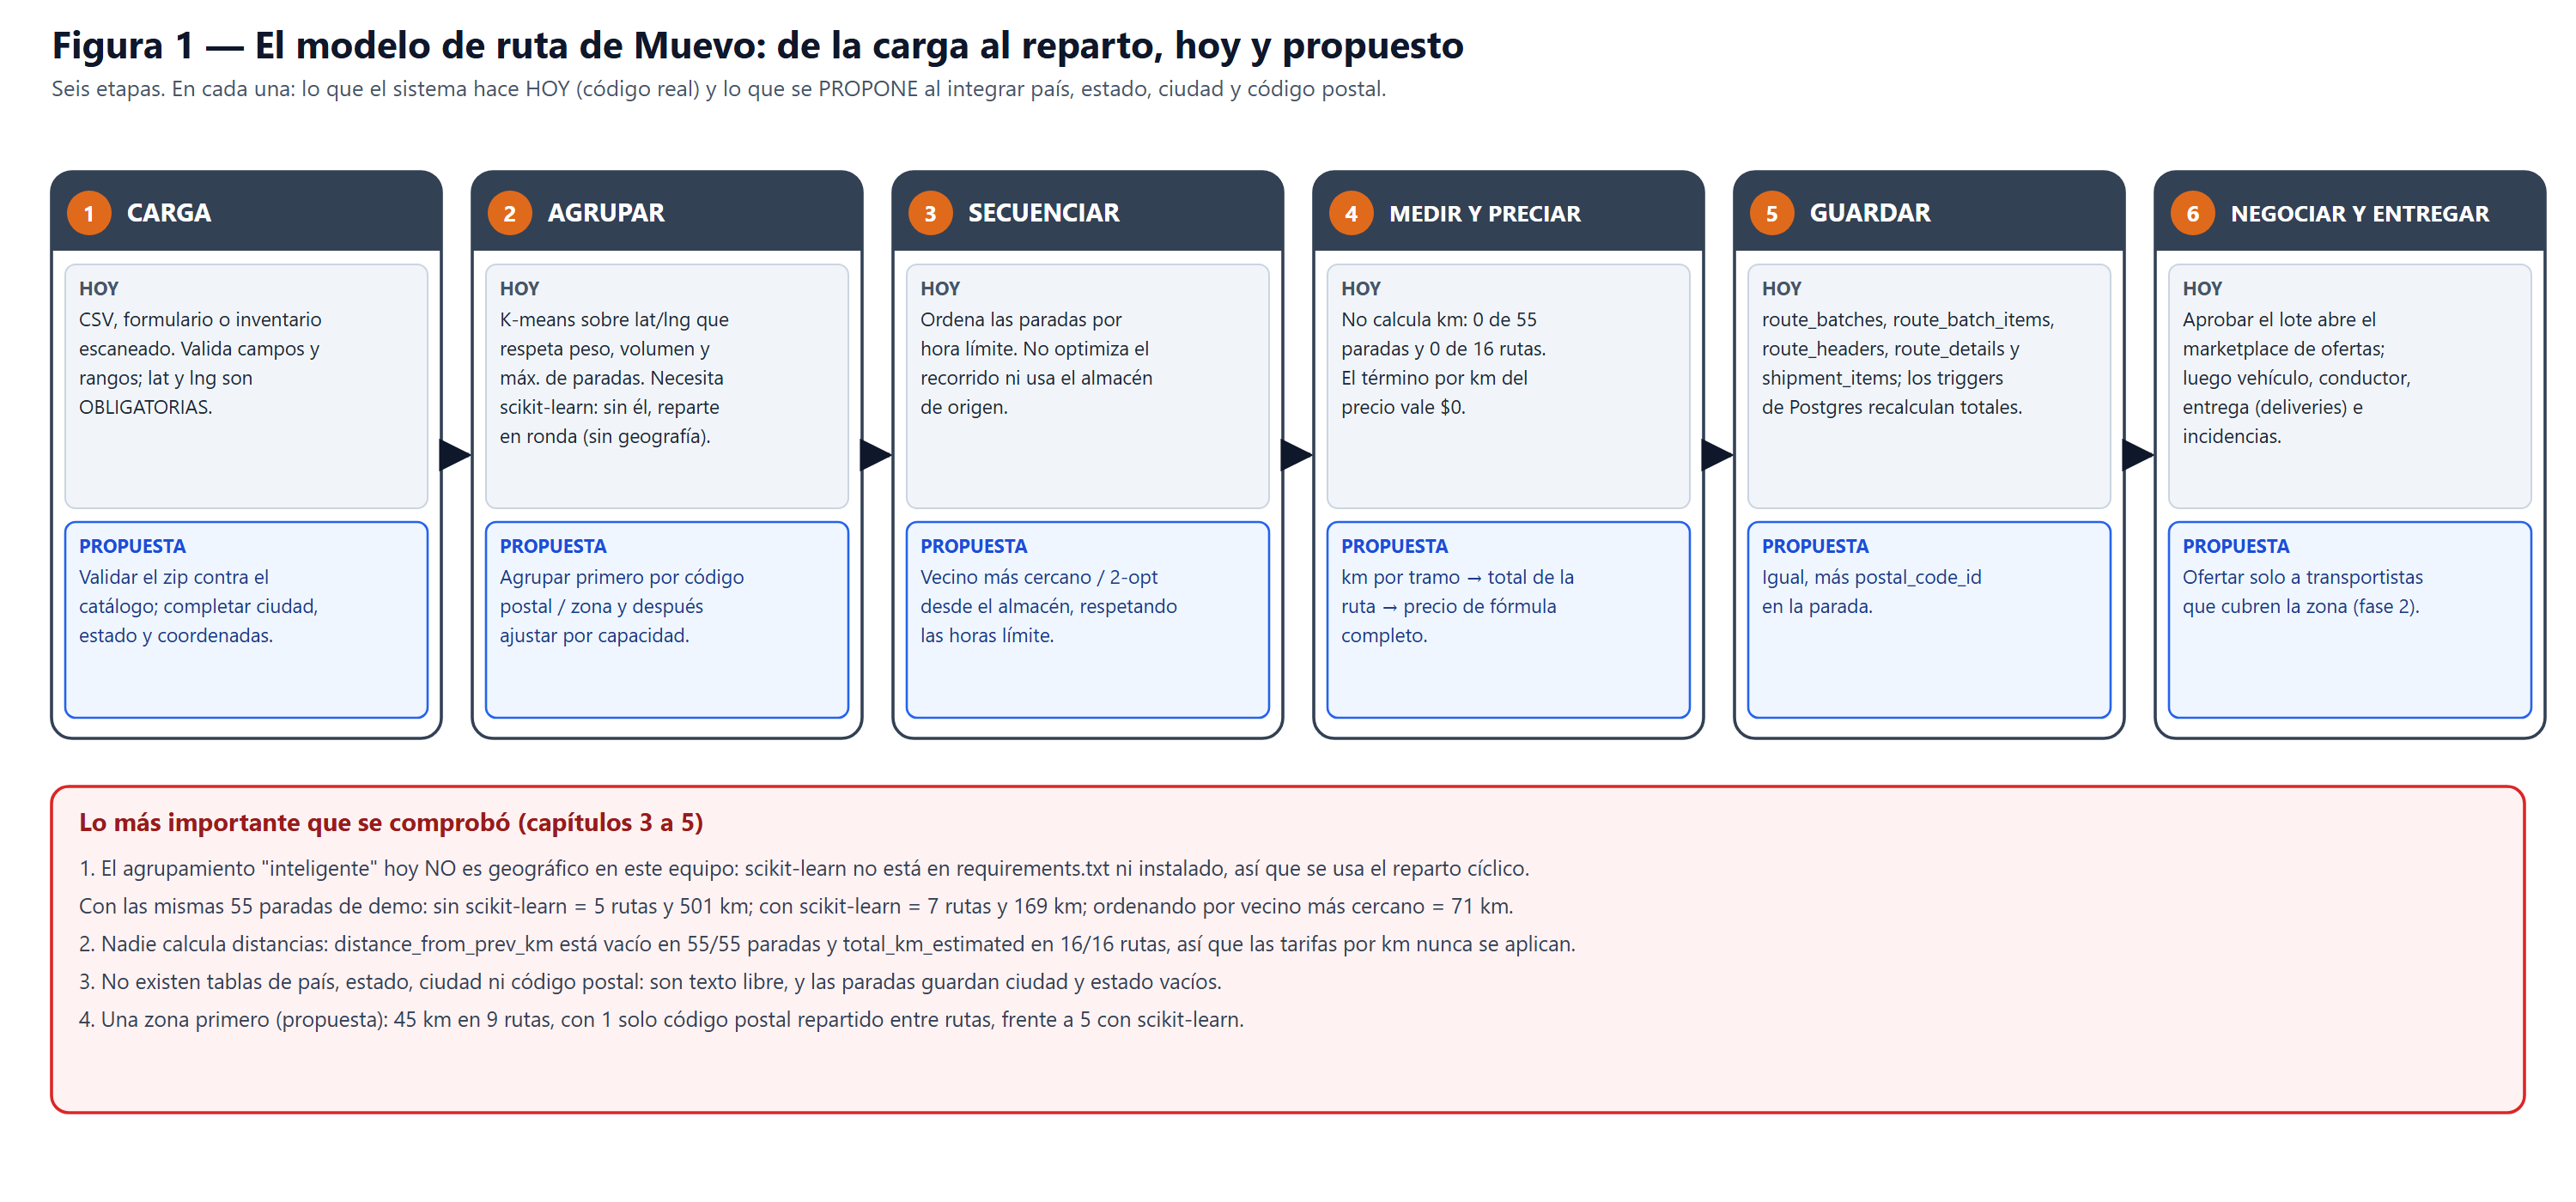 Figura 1 — El modelo de ruta de Muevo: de la carga al reparto, hoy y propuesto
Seis etapas. En cada una: lo que el sistema hace HOY (código real) y lo que se PROPONE al integrar país, estado, ciudad y código postal.
1 CARGA
HOY
CSV, formulario o inventario
escaneado. Valida campos y
rangos; lat y lng son
OBLIGATORIAS.
PROPUESTA
Validar el zip contra el
catálogo; completar ciudad,
estado y coordenadas.
2 AGRUPAR
HOY
K-means sobre lat/lng que
respeta peso, volumen y
máx. de paradas. Necesita
scikit-learn: sin él, reparte
en ronda (sin geografía).
PROPUESTA
Agrupar primero por código
postal / zona y después
ajustar por capacidad.
3 SECUENCIAR
HOY
Ordena las paradas por
hora límite. No optimiza el
recorrido ni usa el almacén
de origen.
PROPUESTA
Vecino más cercano / 2-opt
desde el almacén, respetando
las horas límite.
4 MEDIR Y PRECIAR
HOY
No calcula km: 0 de 55
paradas y 0 de 16 rutas.
El término por km del
precio vale $0.
PROPUESTA
km por tramo → total de la
ruta → precio de fórmula
completo.
5 GUARDAR
HOY
route_batches, route_batch_items,
route_headers, route_details y
shipment_items; los triggers
de Postgres recalculan totales.
PROPUESTA
Igual, más postal_code_id
en la parada.
6 NEGOCIAR Y ENTREGAR
HOY
Aprobar el lote abre el
marketplace de ofertas;
luego vehículo, conductor,
entrega (deliveries) e
incidencias.
PROPUESTA
Ofertar solo a transportistas
que cubren la zona (fase 2).
Lo más importante que se comprobó (capítulos 3 a 5)
1. El agrupamiento "inteligente" hoy NO es geográfico en este equipo: scikit-learn no está en requirements.txt ni instalado, así que se usa el reparto cíclico.
Con las mismas 55 paradas de demo: sin scikit-learn = 5 rutas y 501 km; con scikit-learn = 7 rutas y 169 km; ordenando por vecino más cercano = 71 km.
2. Nadie calcula distancias: distance_from_prev_km está vacío en 55/55 paradas y total_km_estimated en 16/16 rutas, así que las tarifas por km nunca se aplican.
3. No existen tablas de país, estado, ciudad ni código postal: son texto libre, y las paradas guardan ciudad y estado vacíos.
4. Una zona primero (propuesta): 45 km en 9 rutas, con 1 solo código postal repartido entre rutas, frente a 5 con scikit-learn.